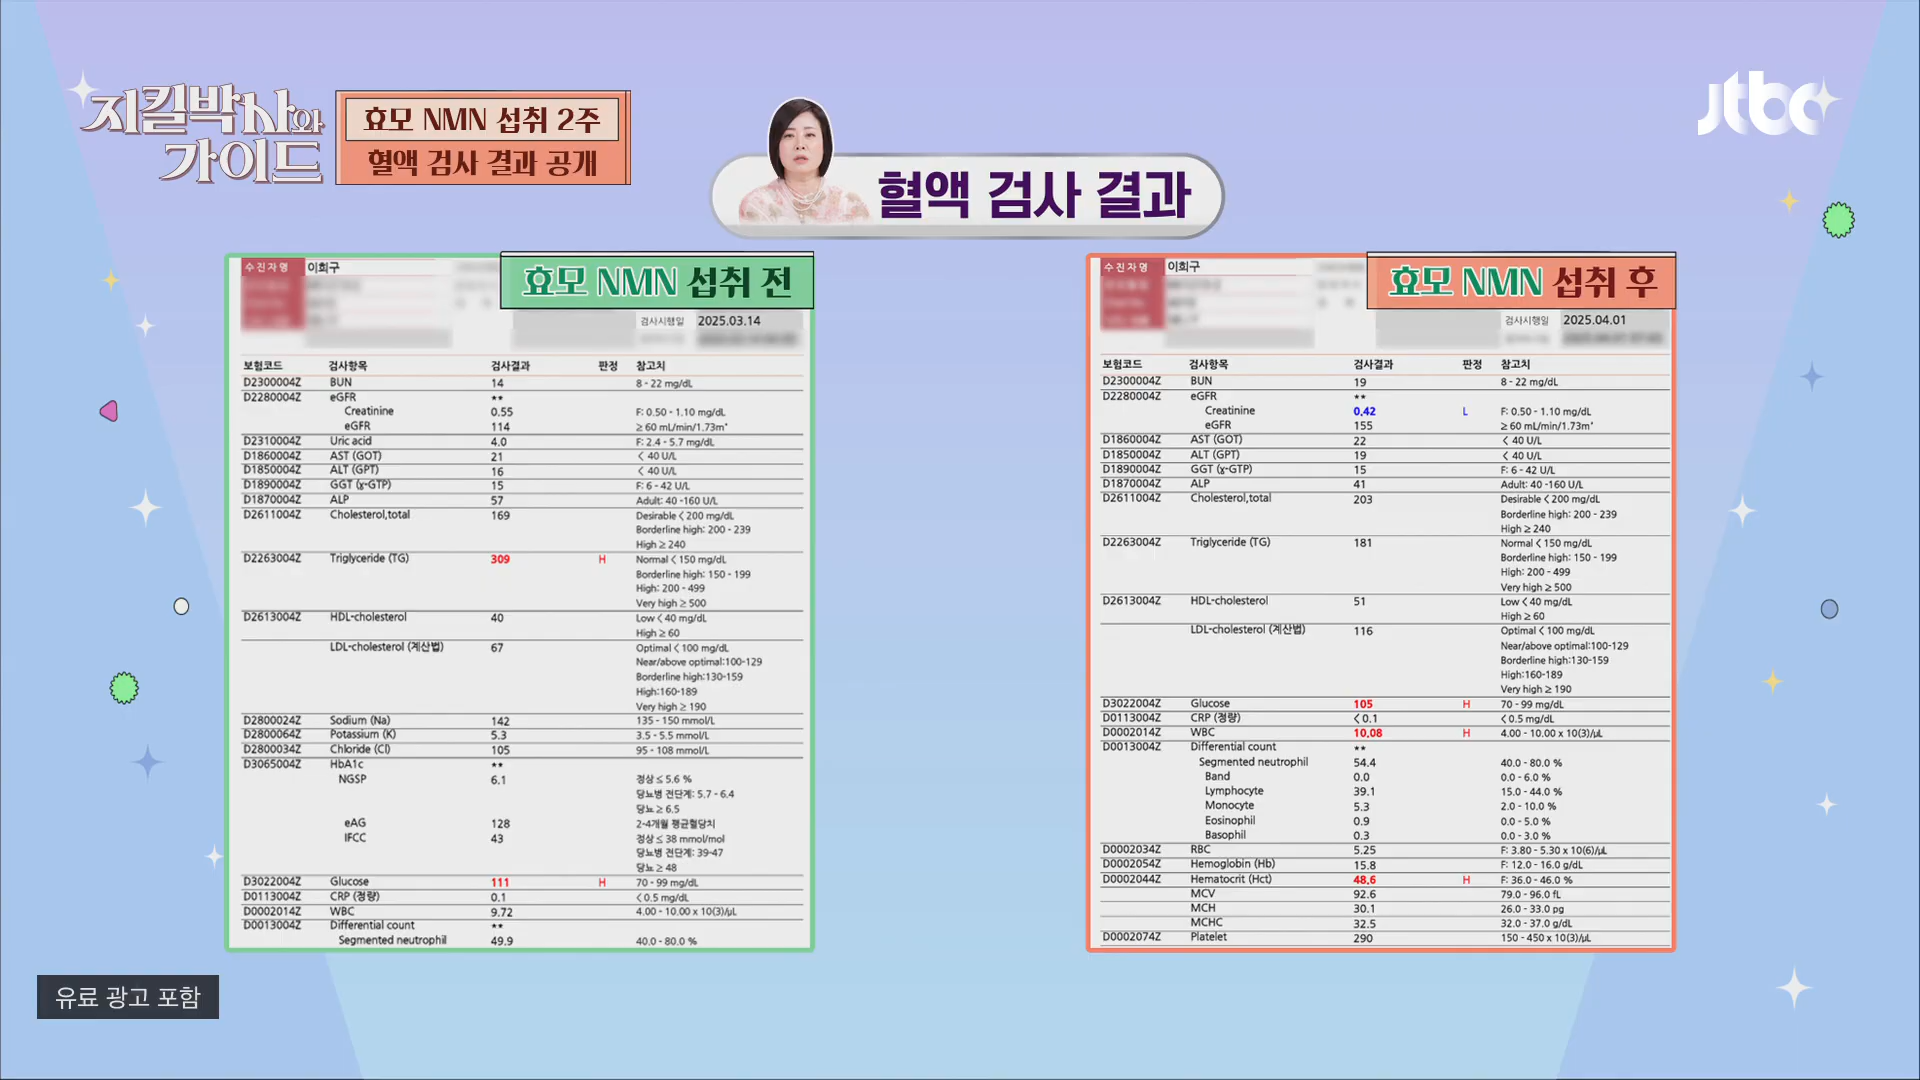 지킬박사와
가이드
효모 NMN 섭취 2주
혈액 검사 결과 공개
jtbc
혈액 검사 결과
효모 NMN 섭취 전
수진자명 이희구
검사시행일 2025.03.14
보험코드 검사항목 검사결과 판정 참고치
D2300004Z BUN 14 8 - 22 mg/dL
D2280004Z eGFR **
Creatinine 0.55 F: 0.50 - 1.10 mg/dL
eGFR 114 ≥ 60 mL/min/1.73m²
D2310004Z Uric acid 4.0 F: 2.4 - 5.7 mg/dL
D1860004Z AST (GOT) 21 < 40 U/L
D1850004Z ALT (GPT) 16 < 40 U/L
D1890004Z GGT (ɣ-GTP) 15 F: 6 - 42 U/L
D1870004Z ALP 57 Adult: 40 -160 U/L
D2611004Z Cholesterol,total 169 Desirable < 200 mg/dL
Borderline high: 200 - 239
High ≥ 240
D2263004Z Triglyceride (TG) 309 H Normal < 150 mg/dL
Borderline high: 150 - 199
High: 200 - 499
Very high ≥ 500
D2613004Z HDL-cholesterol 40 Low < 40 mg/dL
High ≥ 60
LDL-cholesterol (계산법) 67 Optimal < 100 mg/dL
Near/above optimal:100-129
Borderline high:130-159
High:160-189
Very high ≥ 190
D2800024Z Sodium (Na) 142 135 - 150 mmol/L
D2800064Z Potassium (K) 5.3 3.5 - 5.5 mmol/L
D2800034Z Chloride (Cl) 105 95 - 108 mmol/L
D3065004Z HbA1c **
NGSP 6.1 정상 ≤ 5.6 %
당뇨병 전단계: 5.7 - 6.4
당뇨 ≥ 6.5
eAG 128 2-4개월 평균혈당치
IFCC 43 정상 ≤ 38 mmol/mol
당뇨병 전단계: 39-47
당뇨 ≥ 48
D3022004Z Glucose 111 H 70 - 99 mg/dL
D0113004Z CRP (정량) 0.1 < 0.5 mg/dL
D0002014Z WBC 9.72 4.00 - 10.00 x 10(3)/μL
D0013004Z Differential count **
Segmented neutrophil 49.9 40.0 - 80.0 %
효모 NMN 섭취 후
수진자명 이희구
검사시행일 2025.04.01
보험코드 검사항목 검사결과 판정 참고치
D2300004Z BUN 19 8 - 22 mg/dL
D2280004Z eGFR **
Creatinine 0.42 L F: 0.50 - 1.10 mg/dL
eGFR 155 ≥ 60 mL/min/1.73m²
D1860004Z AST (GOT) 22 < 40 U/L
D1850004Z ALT (GPT) 19 < 40 U/L
D1890004Z GGT (ɣ-GTP) 15 F: 6 - 42 U/L
D1870004Z ALP 41 Adult: 40 -160 U/L
D2611004Z Cholesterol,total 203 Desirable < 200 mg/dL
Borderline high: 200 - 239
High ≥ 240
D2263004Z Triglyceride (TG) 181 Normal < 150 mg/dL
Borderline high: 150 - 199
High: 200 - 499
Very high ≥ 500
D2613004Z HDL-cholesterol 51 Low < 40 mg/dL
High ≥ 60
LDL-cholesterol (계산법) 116 Optimal < 100 mg/dL
Near/above optimal:100-129
Borderline high:130-159
High:160-189
Very high ≥ 190
D3022004Z Glucose 105 H 70 - 99 mg/dL
D0113004Z CRP (정량) < 0.1 < 0.5 mg/dL
D0002014Z WBC 10.08 H 4.00 - 10.00 x 10(3)/μL
D0013004Z Differential count **
Segmented neutrophil 54.4 40.0 - 80.0 %
Band 0.0 0.0 - 6.0 %
Lymphocyte 39.1 15.0 - 44.0 %
Monocyte 5.3 2.0 - 10.0 %
Eosinophil 0.9 0.0 - 5.0 %
Basophil 0.3 0.0 - 3.0 %
D0002034Z RBC 5.25 F: 3.80 - 5.30 x 10(6)/μL
D0002054Z Hemoglobin (Hb) 15.8 F: 12.0 - 16.0 g/dL
D0002044Z Hematocrit (Hct) 48.6 H F: 36.0 - 46.0 %
MCV 92.6 79.0 - 96.0 fL
MCH 30.1 26.0 - 33.0 pg
MCHC 32.5 32.0 - 37.0 g/dL
D0002074Z Platelet 290 150 - 450 x 10(3)/μL
유료 광고 포함